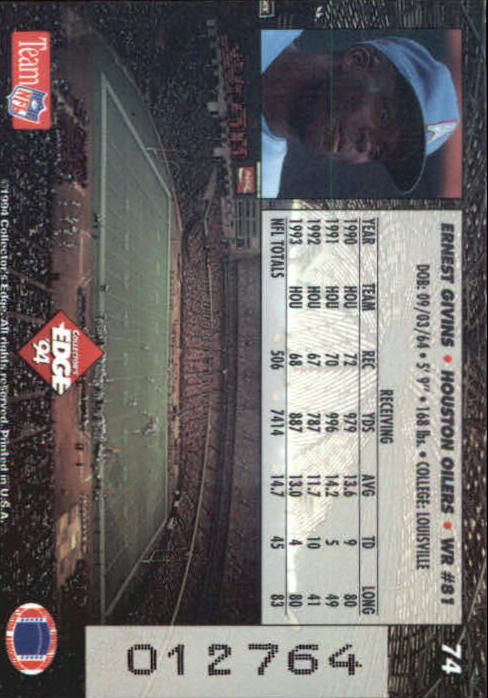 74
ERNEST GIVINS • HOUSTON OILERS • WR #81
DOB: 09/03/64 • 5' 9" • 168 lbs. • COLLEGE: LOUISVILLE
RECEIVING
YEAR TEAM REC YDS AVG TD LONG
1990 HOU 72 979 13.6 9 80
1991 HOU 70 996 14.2 5 49
1992 HOU 67 787 11.7 10 41
1993 HOU 68 887 13.0 4 80
NFL TOTALS 506 7414 14.7 45 83
012764
COLLECTOR'S
EDGE
'94
Team NFL
©1994 Collector's Edge. All rights reserved. Printed in U.S.A.